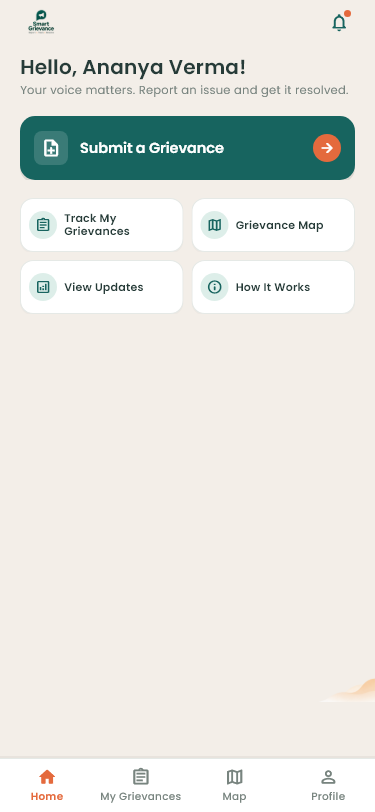 Smart
Grievance
Hello, Ananya Verma!
Your voice matters. Report an issue and get it resolved.
Submit a Grievance
Track My
Grievances
Grievance Map
View Updates
How It Works
Home
My Grievances
Map
Profile